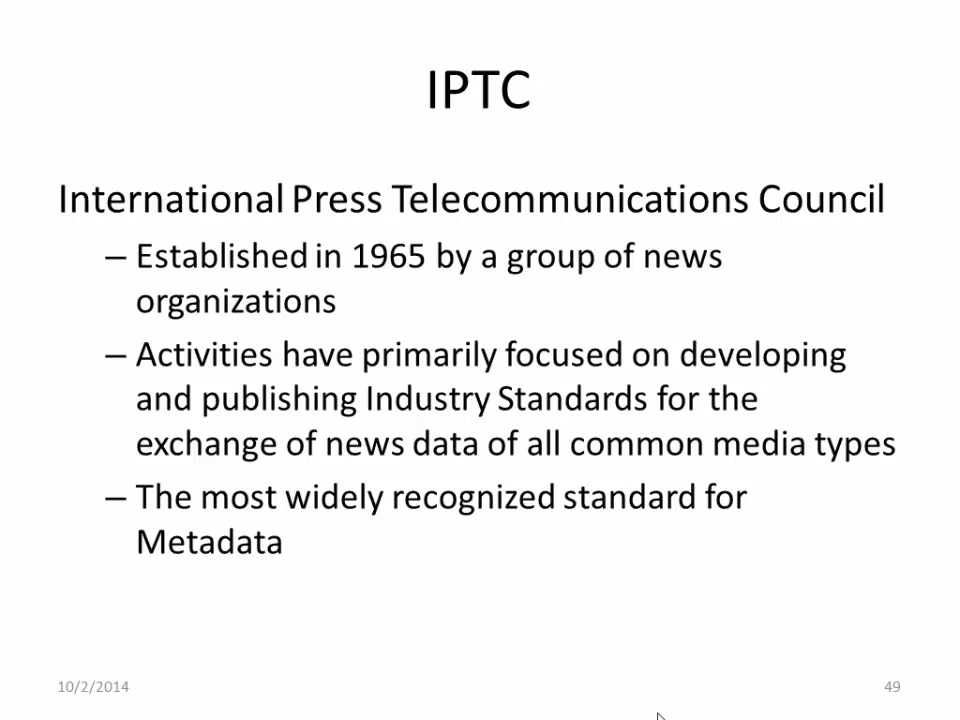 IPTC
International Press Telecommunications Council
– Established in 1965 by a group of news
organizations
– Activities have primarily focused on developing
and publishing Industry Standards for the
exchange of news data of all common media types
– The most widely recognized standard for
Metadata
10/2/2014
49